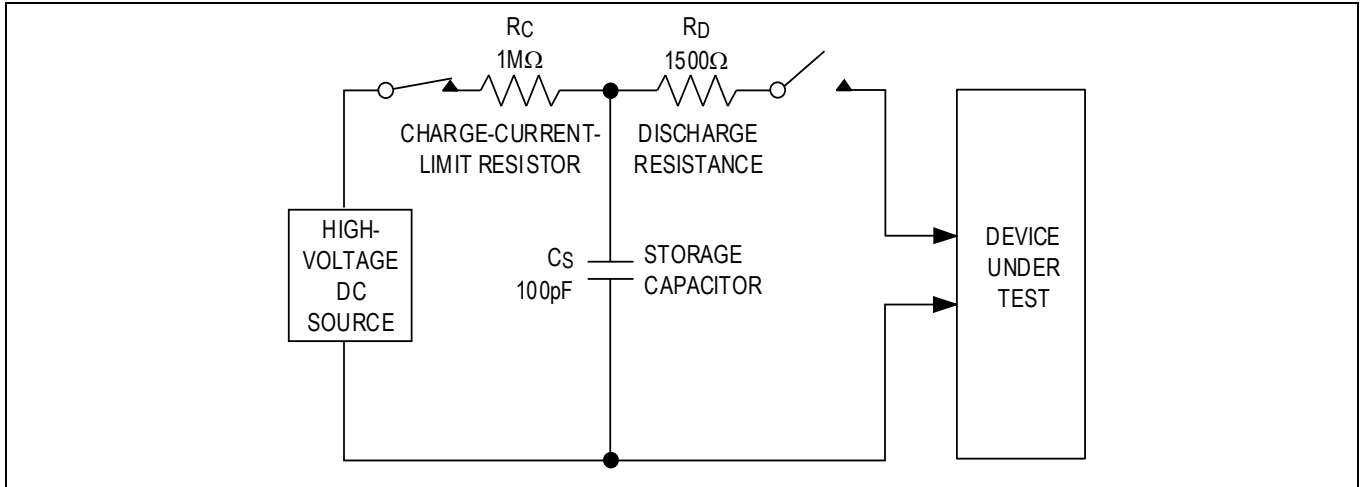 RC
1MΩ
RD
1500Ω
CHARGE-CURRENT-
LIMIT RESISTOR
DISCHARGE
RESISTANCE
HIGH-
VOLTAGE
DC
SOURCE
CS
100pF
STORAGE
CAPACITOR
DEVICE
UNDER
TEST